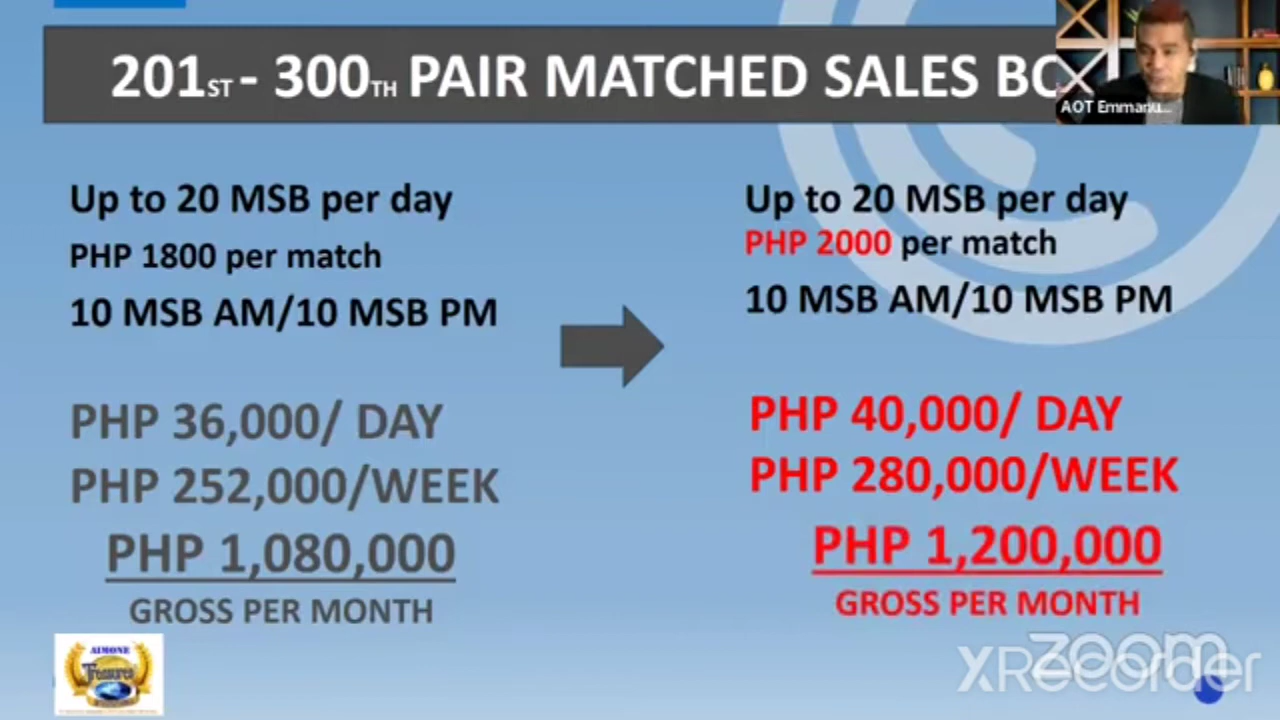 201ST - 300TH PAIR MATCHED SALES BO
AOT Emmanu...
Up to 20 MSB per day
PHP 1800 per match
10 MSB AM/10 MSB PM
PHP 36,000/ DAY
PHP 252,000/WEEK
PHP 1,080,000
GROSS PER MONTH
Up to 20 MSB per day
PHP 2000 per match
10 MSB AM/10 MSB PM
PHP 40,000/ DAY
PHP 280,000/WEEK
PHP 1,200,000
GROSS PER MONTH
AIMONE
Treasures
zoom
XRecorder